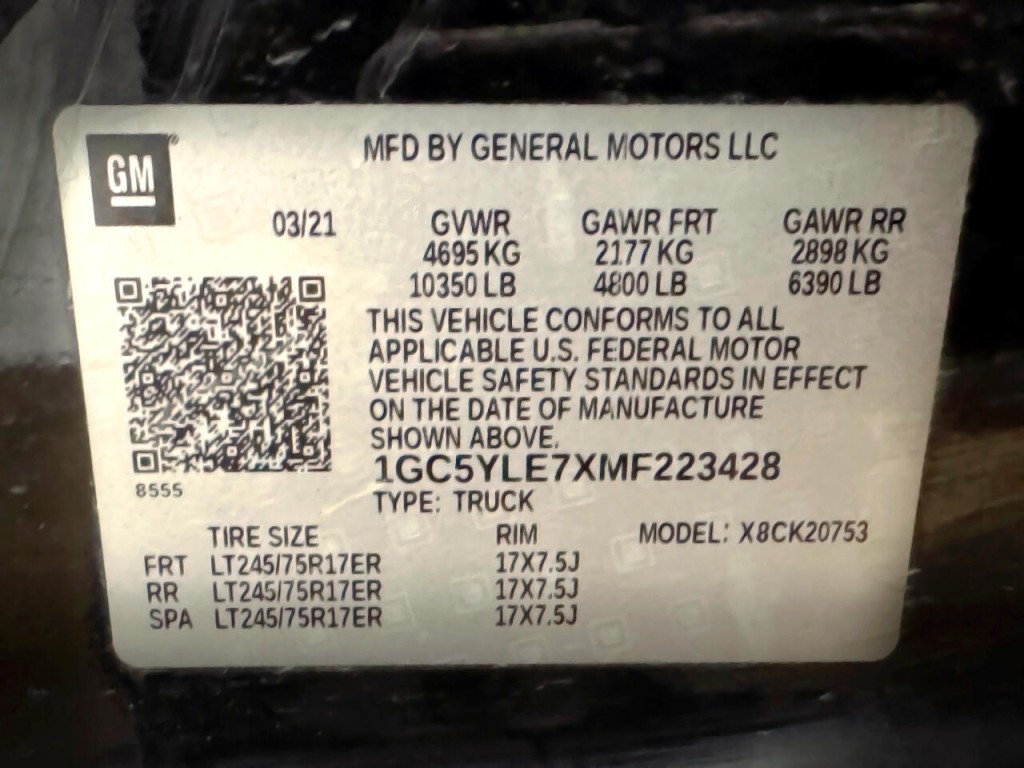 GM®
MFD BY GENERAL MOTORS LLC
03/21 GVWR GAWR FRT GAWR RR
4695 KG 2177 KG 2898 KG
10350 LB 4800 LB 6390 LB
THIS VEHICLE CONFORMS TO ALL
APPLICABLE U.S. FEDERAL MOTOR
VEHICLE SAFETY STANDARDS IN EFFECT
ON THE DATE OF MANUFACTURE
SHOWN ABOVE.
1GC5YLE7XMF223428
8555
TYPE: TRUCK
TIRE SIZE RIM MODEL: X8CK20753
FRT LT245/75R17ER 17X7.5J
RR LT245/75R17ER 17X7.5J
SPA LT245/75R17ER 17X7.5J